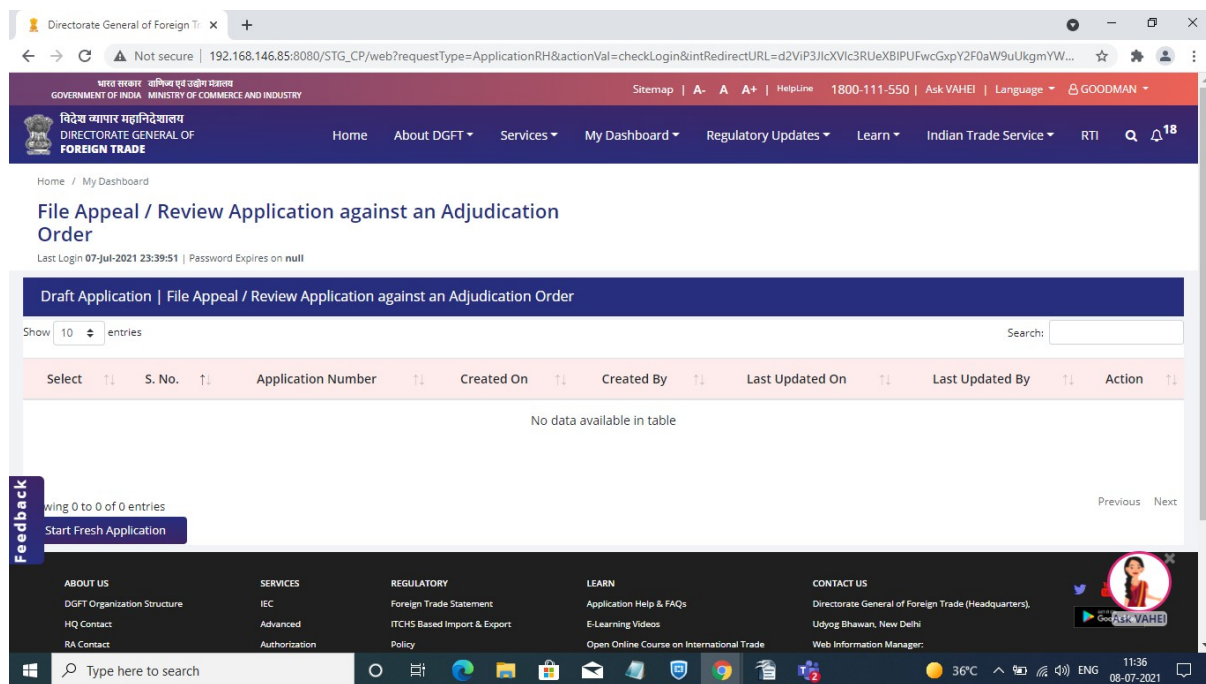 Directorate General of Foreign Tr
Not secure | 192.168.146.85:8080/STG_CP/web?requestType=ApplicationRH&actionVal=checkLogin&intRedirectURL=d2ViP3JlcXVlc3RUeXBlPUFwcGxpY2F0aW9uUkgmYW...
भारत सरकार वाणिज्य एवं उद्योग मंत्रालय
GOVERNMENT OF INDIA MINISTRY OF COMMERCE AND INDUSTRY
Sitemap | A- A A+ | HelpLine 1800-111-550 | Ask VAHEI | Language GOODMAN
विदेश व्यापार महानिदेशालय
DIRECTORATE GENERAL OF
FOREIGN TRADE
Home About DGFT Services My Dashboard Regulatory Updates Learn Indian Trade Service RTI 18
Home / My Dashboard
File Appeal / Review Application against an Adjudication
Order
Last Login 07-Jul-2021 23:39:51 | Password Expires on null
Draft Application | File Appeal / Review Application against an Adjudication Order
Show 10 entries
Search:
Select S. No. Application Number Created On Created By Last Updated On Last Updated By Action
No data available in table
wing 0 to 0 of 0 entries
Previous Next
Start Fresh Application
Feedback
ABOUT US SERVICES REGULATORY LEARN CONTACT US
DGFT Organization Structure IEC Foreign Trade Statement Application Help & FAQs Directorate General of Foreign Trade (Headquarters),
HQ Contact Advanced ITCHS Based Import & Export E-Learning Videos Udyog Bhawan, New Delhi
RA Contact Authorization Policy Open Online Course on International Trade Web Information Manager:
Ask VAHEI
Type here to search
2
36°C ENG 11:36
08-07-2021